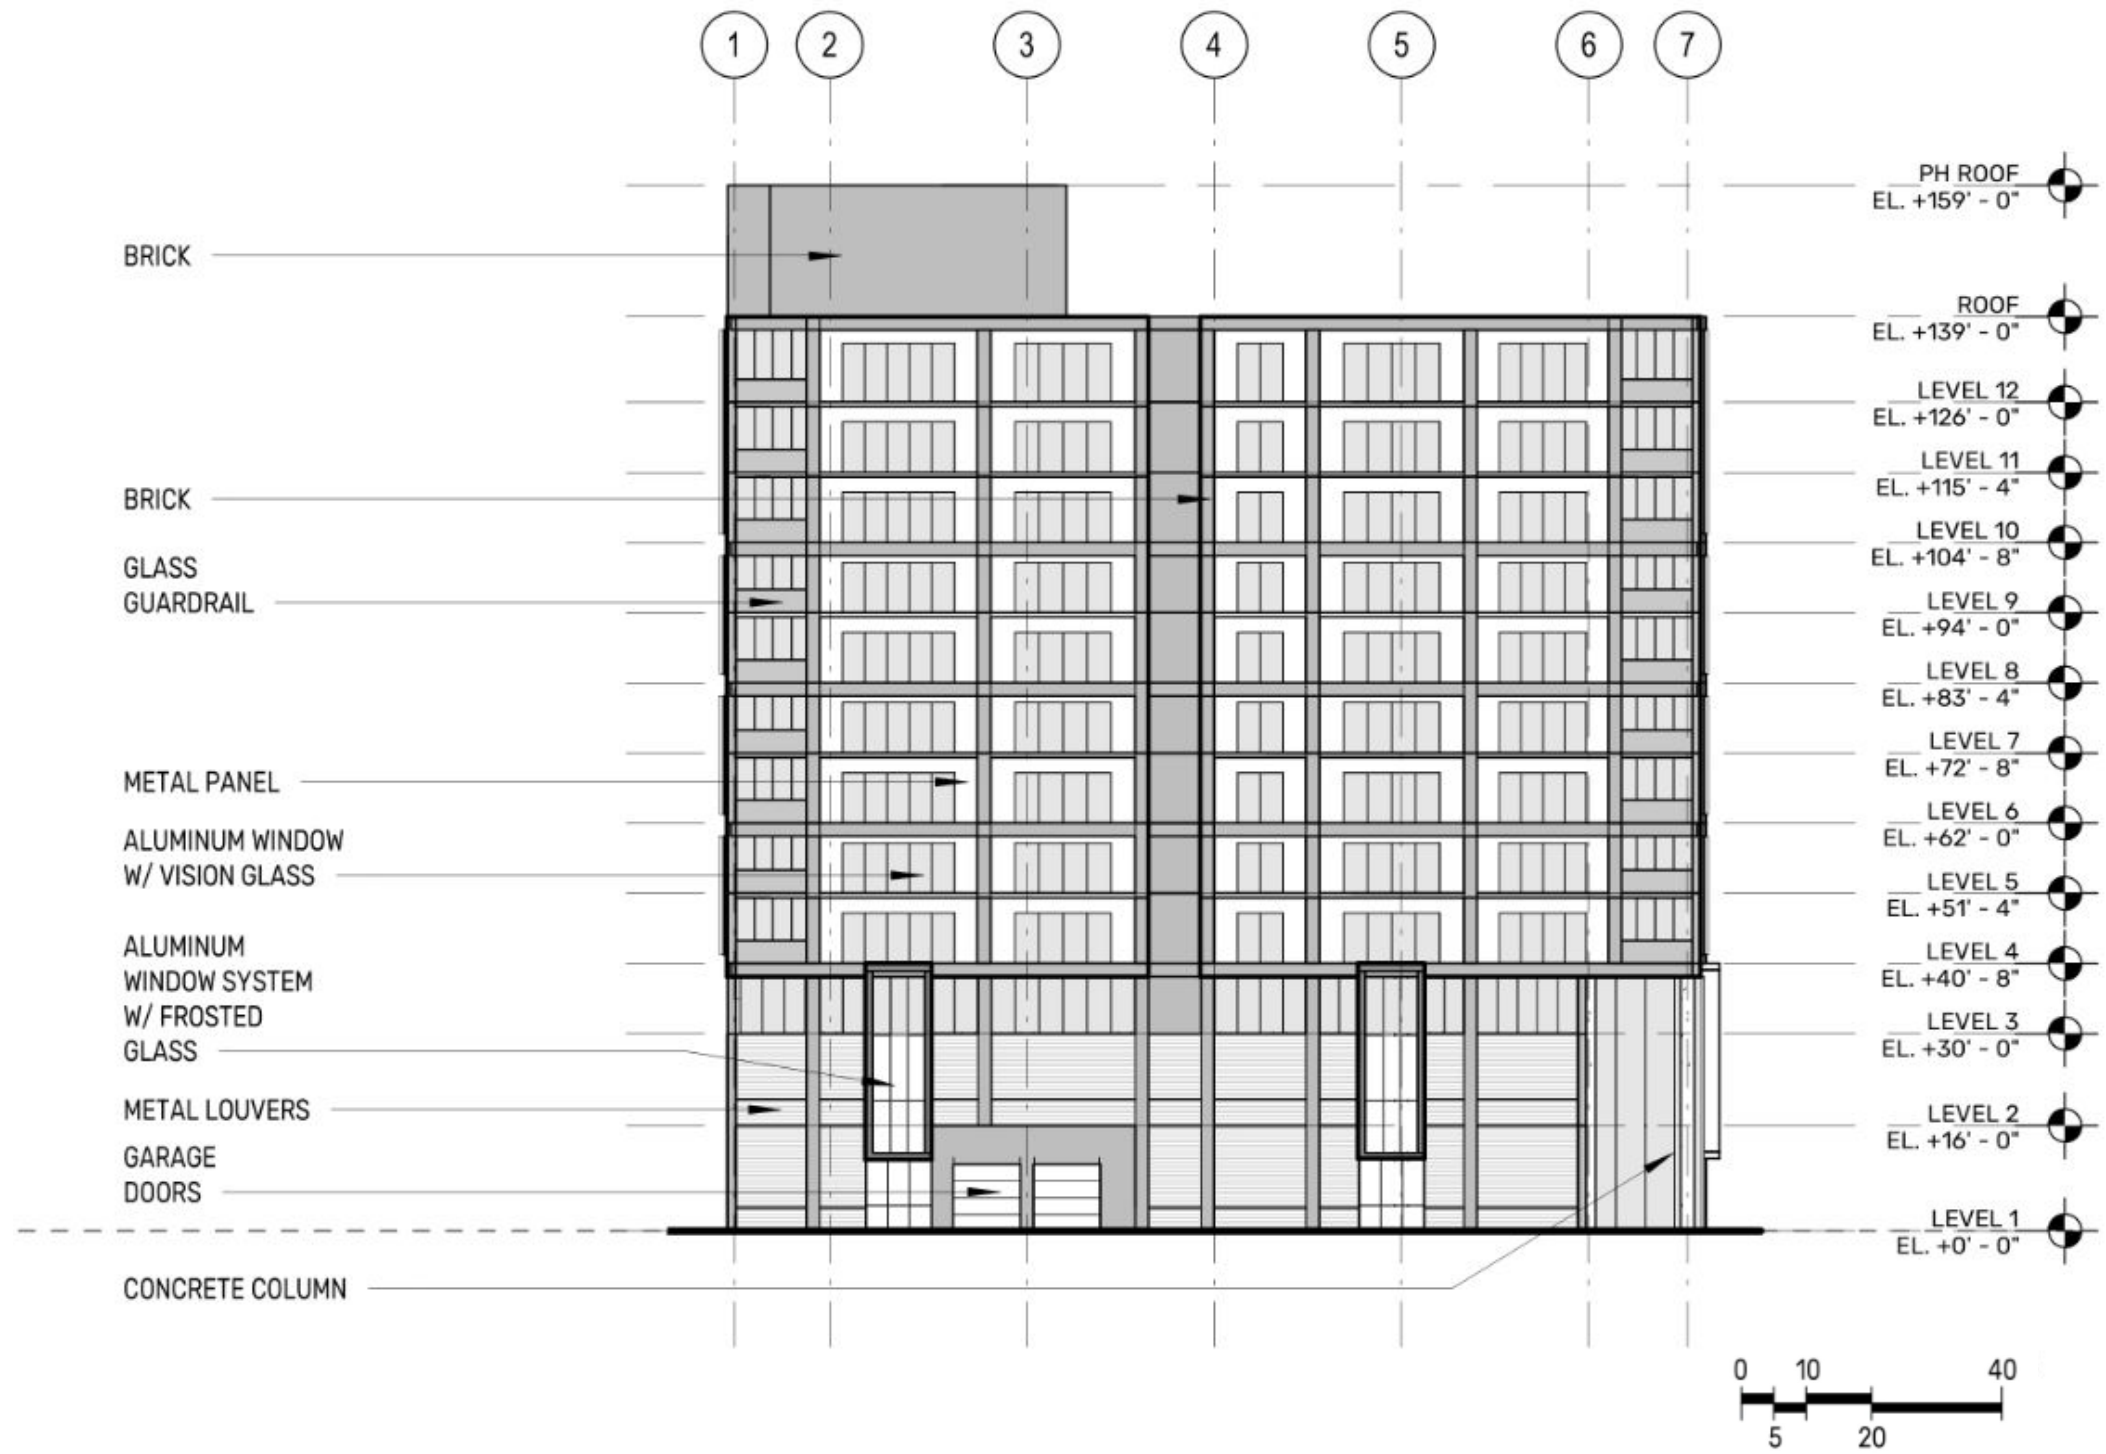 1 2 3 4 5 6 7
PH ROOF
EL. +159' - 0"
BRICK
ROOF
EL. +139' - 0"
LEVEL 12
EL. +126' - 0"
LEVEL 11
EL. +115' - 4"
BRICK
LEVEL 10
EL. +104' - 8"
GLASS
GUARDRAIL
LEVEL 9
EL. +94' - 0"
LEVEL 8
EL. +83' - 4"
LEVEL 7
EL. +72' - 8"
METAL PANEL
LEVEL 6
EL. +62' - 0"
ALUMINUM WINDOW
W/ VISION GLASS
LEVEL 5
EL. +51' - 4"
ALUMINUM
WINDOW SYSTEM
W/ FROSTED
GLASS
LEVEL 4
EL. +40' - 8"
LEVEL 3
EL. +30' - 0"
METAL LOUVERS
LEVEL 2
EL. +16' - 0"
GARAGE
DOORS
LEVEL 1
EL. +0' - 0"
CONCRETE COLUMN
0 10 40
5 20